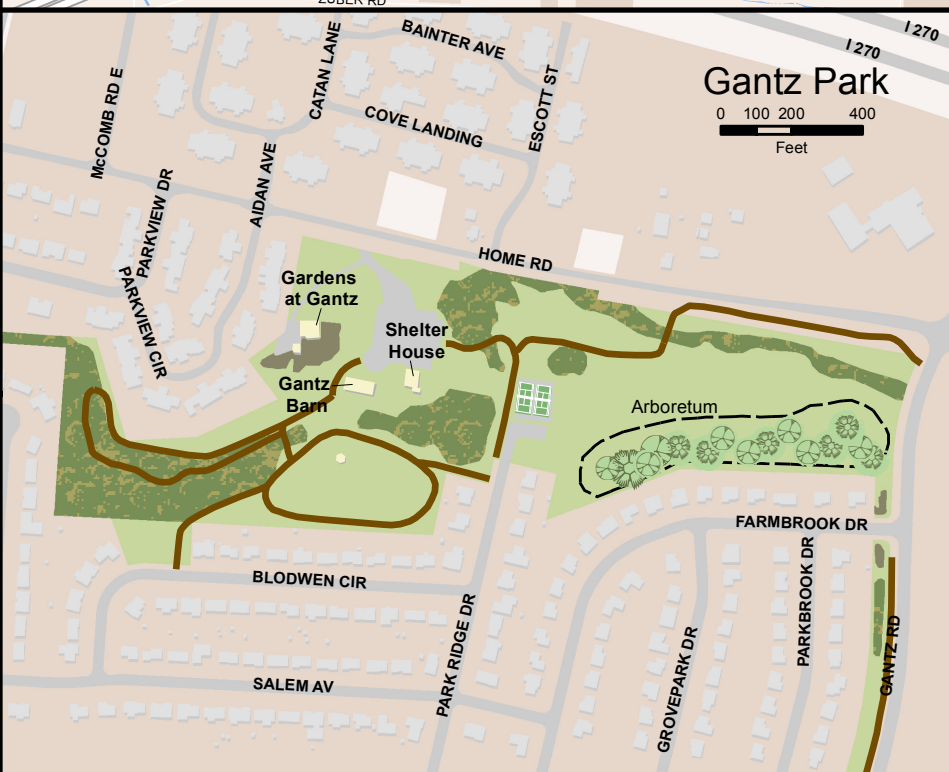 ZUBER RD
I 270
I 270
Gantz Park
0 100 200 400
Feet
BAINTER AVE
CATAN LANE
McCOMB RD E
COVE LANDING
ESCOTT ST
AIDAN AVE
PARKVIEW DR
HOME RD
PARKVIEW CIR
Gardens
at Gantz
Shelter
House
Gantz
Barn
Arboretum
FARMBROOK DR
PARKBROOK DR
BLODWEN CIR
PARK RIDGE DR
GROVEPARK DR
GANTZ RD
SALEM AV